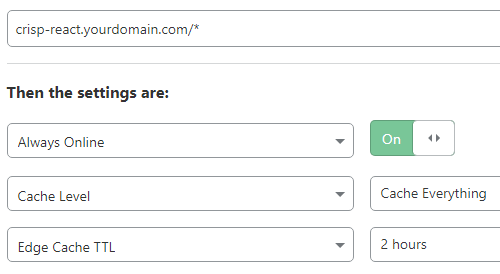 crisp-react.yourdomain.com/*
Then the settings are:
Always Online On
Cache Level Cache Everything
Edge Cache TTL 2 hours